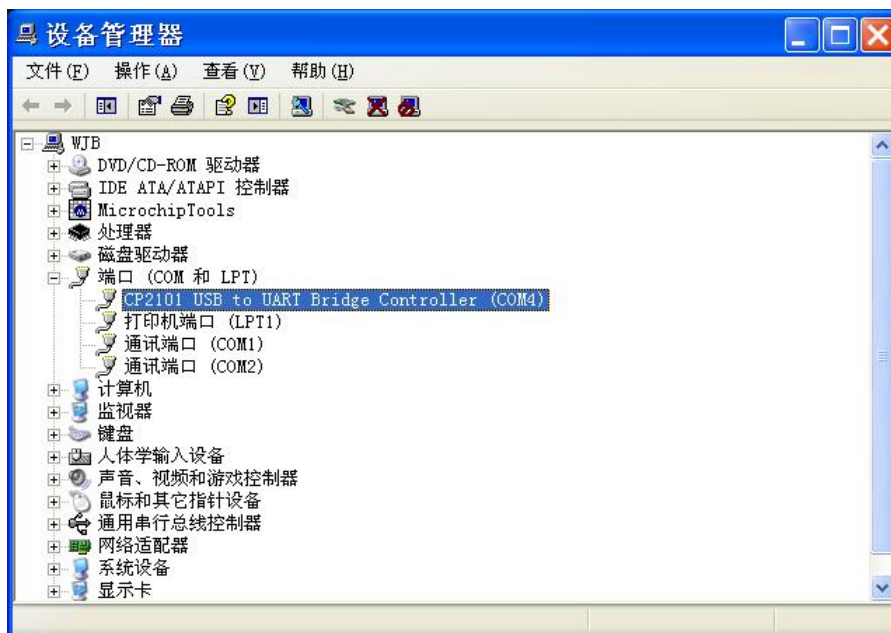 设备管理器
文件(F) 操作(A) 查看(V) 帮助(H)
WJB
DVD/CD-ROM 驱动器
IDE ATA/ATAPI 控制器
MicrochipTools
处理器
磁盘驱动器
端口 (COM 和 LPT)
CP2101 USB to UART Bridge Controller (COM4)
打印机端口 (LPT1)
通讯端口 (COM1)
通讯端口 (COM2)
计算机
监视器
键盘
人体学输入设备
声音、视频和游戏控制器
鼠标和其它指针设备
通用串行总线控制器
网络适配器
系统设备
显示卡